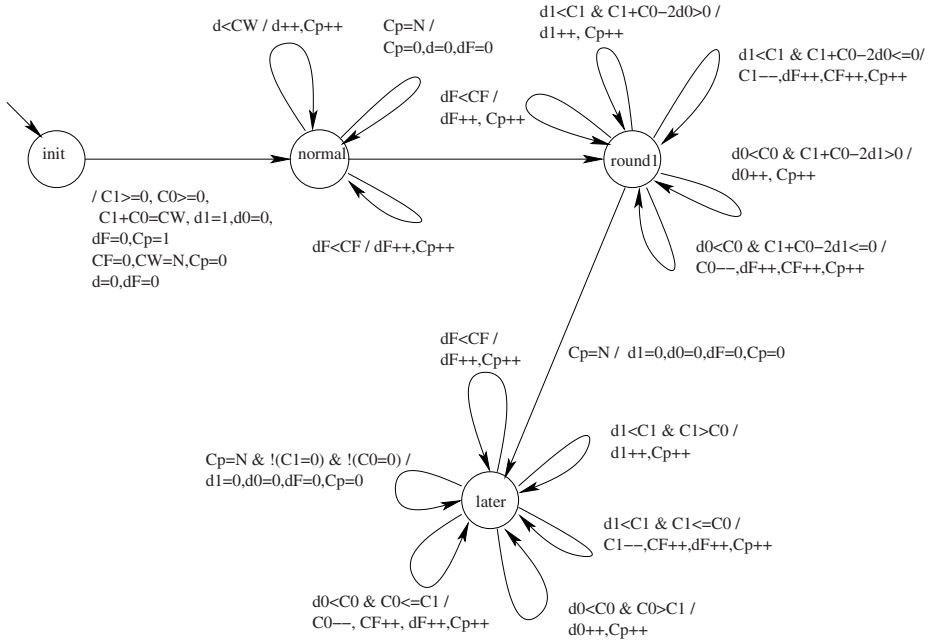 d<CW / d++,Cp++
Cp=N /
Cp=0,d=0,dF=0
d1<C1 & C1+C0−2d0>0 /
d1++, Cp++
d1<C1 & C1+C0−2d0<=0/
C1−−,dF++,CF++,Cp++
dF<CF /
dF++, Cp++
init
normal
round1
d0<C0 & C1+C0−2d1>0 /
d0++, Cp++
/ C1>=0, C0>=0,
C1+C0=CW, d1=1,d0=0,
dF=0,Cp=1
CF=0,CW=N,Cp=0
d=0,dF=0
dF<CF / dF++,Cp++
d0<C0 & C1+C0−2d1<=0 /
C0−−,dF++,CF++,Cp++
dF<CF /
dF++,Cp++
Cp=N / d1=0,d0=0,dF=0,Cp=0
d1<C1 & C1>C0 /
d1++,Cp++
Cp=N & !(C1=0) & !(C0=0) /
d1=0,d0=0,dF=0,Cp=0
later
d1<C1 & C1<=C0 /
C1−−,CF++,dF++,Cp++
d0<C0 & C0<=C1 /
C0−−, CF++, dF++,Cp++
d0<C0 & C0>C1 /
d0++,Cp++